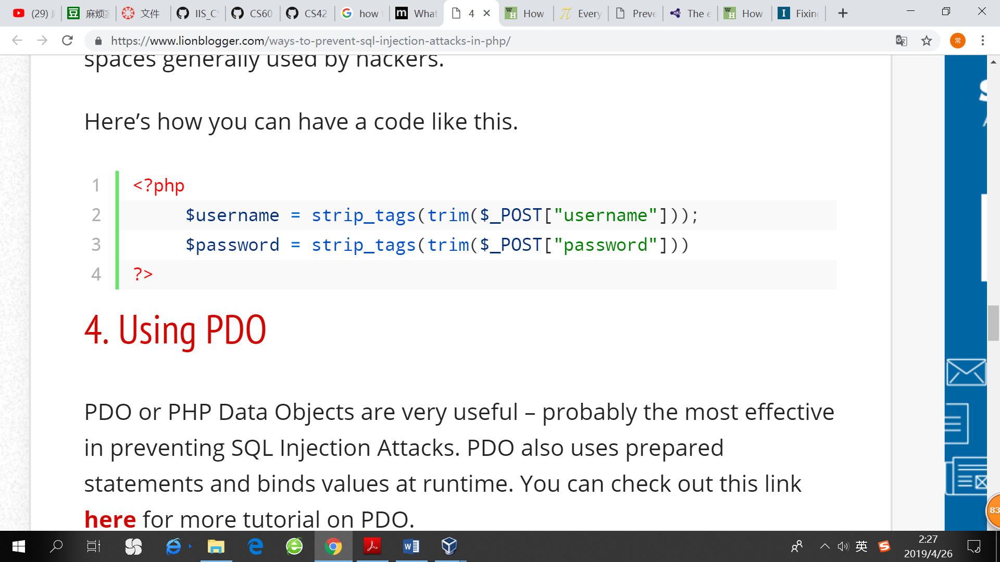 (29)
文件
IIS_CS
CS60
CS42
how
What
4
How
Every
Preve
The e
How
Fixing
https://www.lionblogger.com/ways-to-prevent-sql-injection-attacks-in-php/
常
spaces generally used by hackers.
Here’s how you can have a code like this.
1 <?php
2 $username = strip_tags(trim($_POST["username"]));
3 $password = strip_tags(trim($_POST["password"]))
4 ?>
4. Using PDO
PDO or PHP Data Objects are very useful – probably the most effective
in preventing SQL Injection Attacks. PDO also uses prepared
statements and binds values at runtime. You can check out this link
here for more tutorial on PDO.
83
英
2:27
2019/4/26